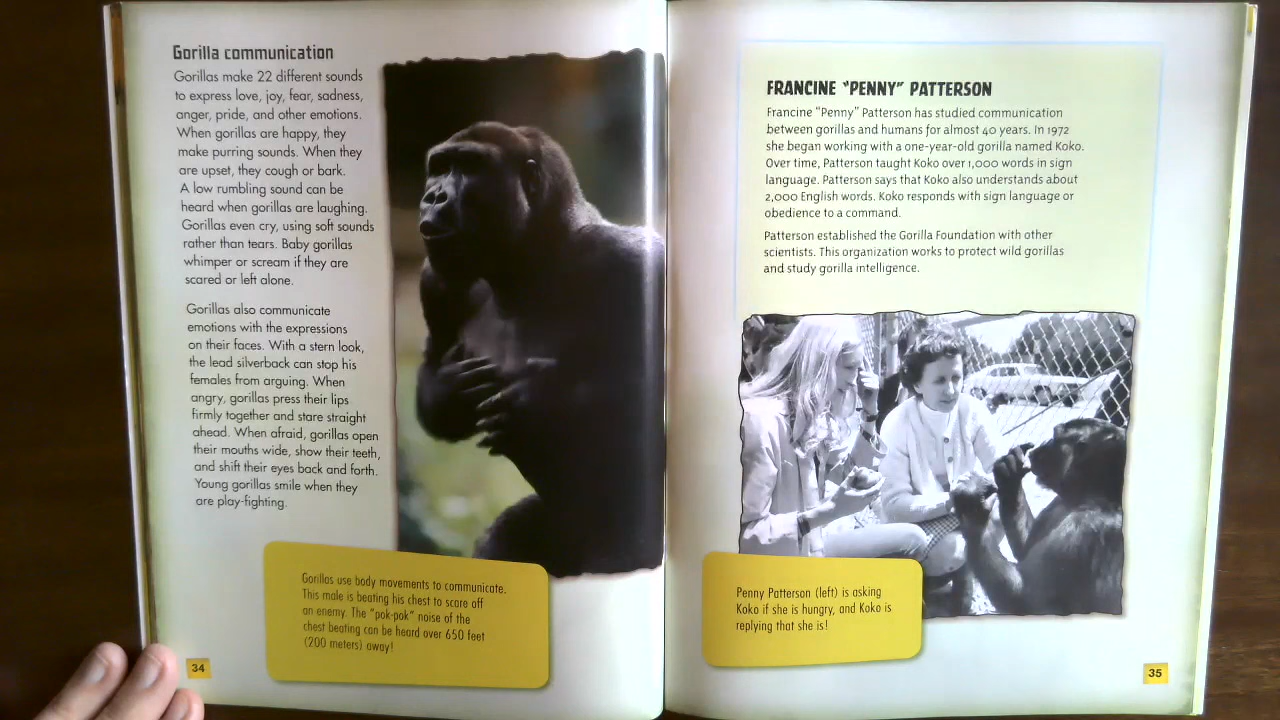 Gorilla communication
Gorillas make 22 different sounds
to express love, joy, fear, sadness,
anger, pride, and other emotions.
When gorillas are happy, they
make purring sounds. When they
are upset, they cough or bark.
A low rumbling sound can be
heard when gorillas are laughing.
Gorillas even cry, using soft sounds
rather than tears. Baby gorillas
whimper or scream if they are
scared or left alone.
Gorillas also communicate
emotions with the expressions
on their faces. With a stern look,
the lead silverback can stop his
females from arguing. When
angry, gorillas press their lips
firmly together and stare straight
ahead. When afraid, gorillas open
their mouths wide, show their teeth,
and shift their eyes back and forth.
Young gorillas smile when they
are play-fighting.
Gorillas use body movements to communicate.
This male is beating his chest to scare off
an enemy. The "pok-pok" noise of the
chest beating can be heard over 650 feet
(200 meters) away!
34
FRANCINE "PENNY" PATTERSON
Francine "Penny" Patterson has studied communication
between gorillas and humans for almost 40 years. In 1972
she began working with a one-year-old gorilla named Koko.
Over time, Patterson taught Koko over 1,000 words in sign
language. Patterson says that Koko also understands about
2,000 English words. Koko responds with sign language or
obedience to a command.
Patterson established the Gorilla Foundation with other
scientists. This organization works to protect wild gorillas
and study gorilla intelligence.
Penny Patterson (left) is asking
Koko if she is hungry, and Koko is
replying that she is!
35